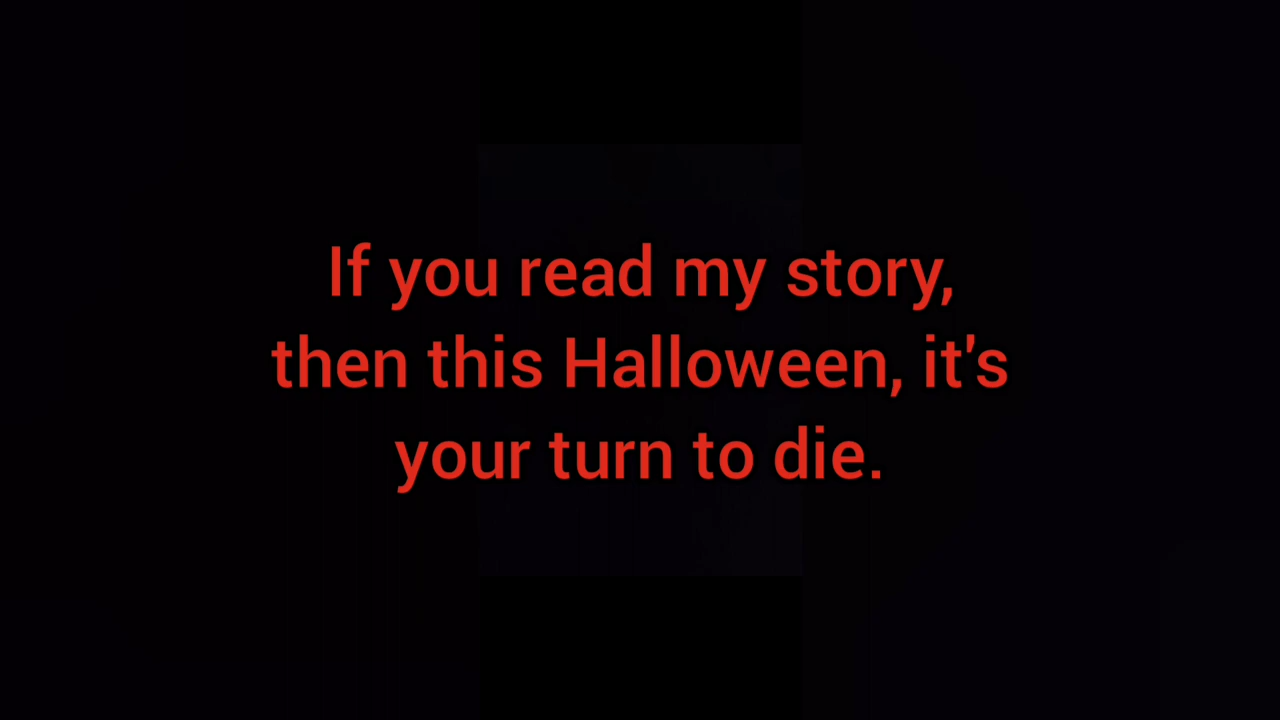 If you read my story,
then this Halloween, it's
your turn to die.